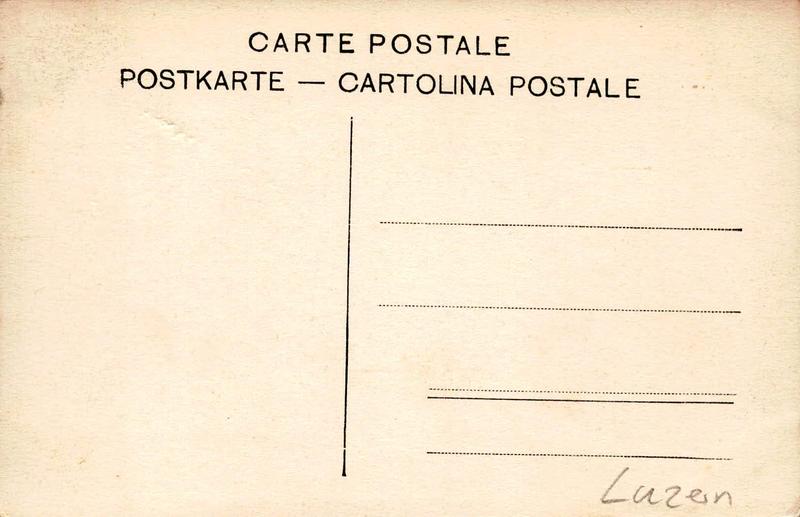 CARTE POSTALE
POSTKARTE — CARTOLINA POSTALE
Luzern